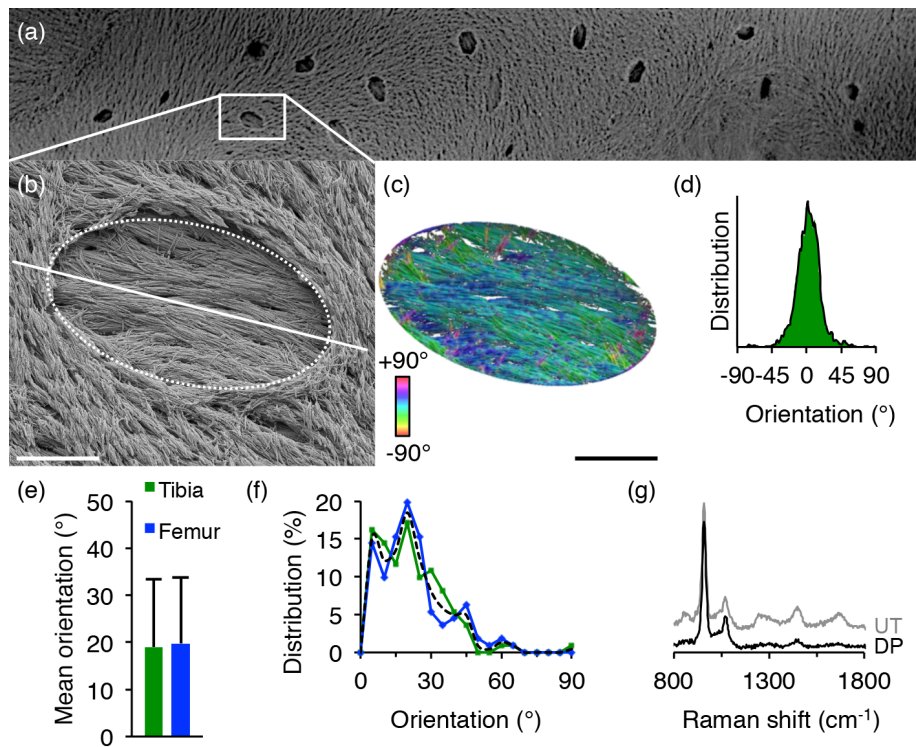 (a)
(b)
(c)
(d)
+90°
-90°
Distribution
-90
-45
0
45
90
Orientation (°)
(e)
Tibia
Femur
Mean orientation (°)
50
40
30
20
10
0
(f)
Distribution (%)
20
15
10
5
0
0
30
60
90
Orientation (°)
(g)
UT
DP
800
1300
1800
Raman shift (cm-1)